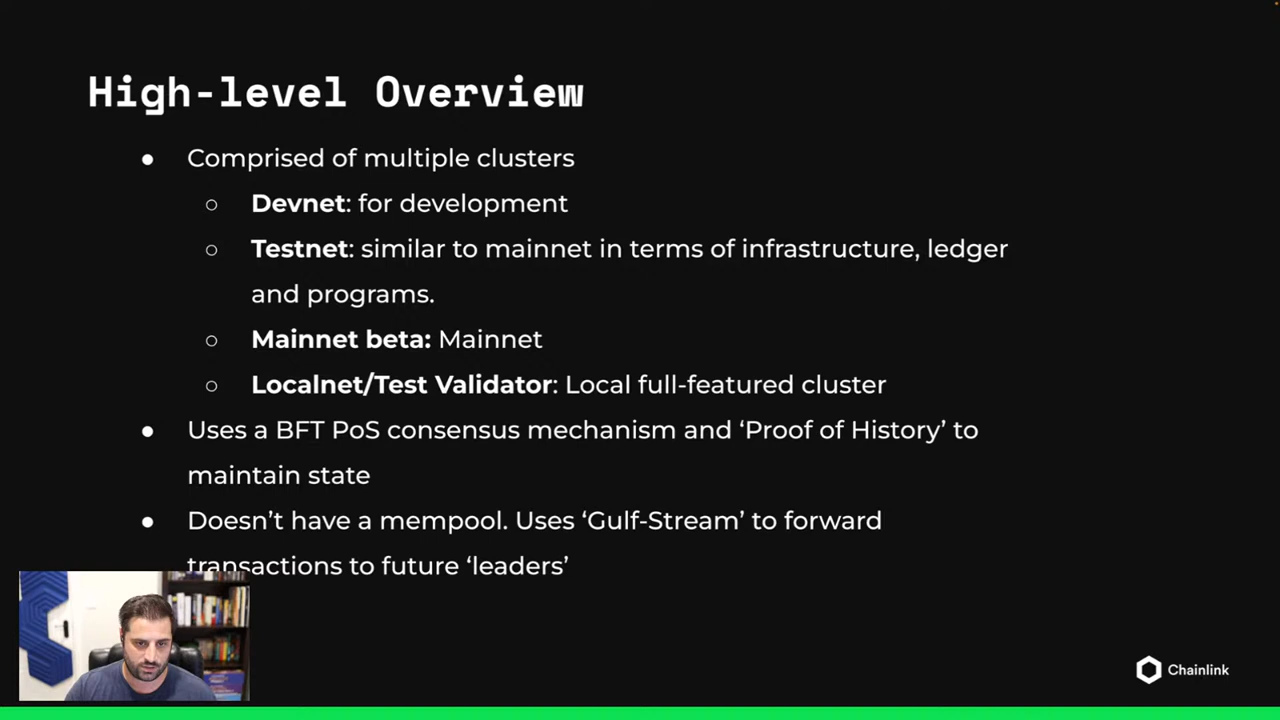 High-level Overview
● Comprised of multiple clusters
○ Devnet: for development
○ Testnet: similar to mainnet in terms of infrastructure, ledger
and programs.
○ Mainnet beta: Mainnet
○ Localnet/Test Validator: Local full-featured cluster
● Uses a BFT PoS consensus mechanism and ‘Proof of History’ to
maintain state
● Doesn’t have a mempool. Uses ‘Gulf-Stream’ to forward
transactions to future ‘leaders’
Chainlink